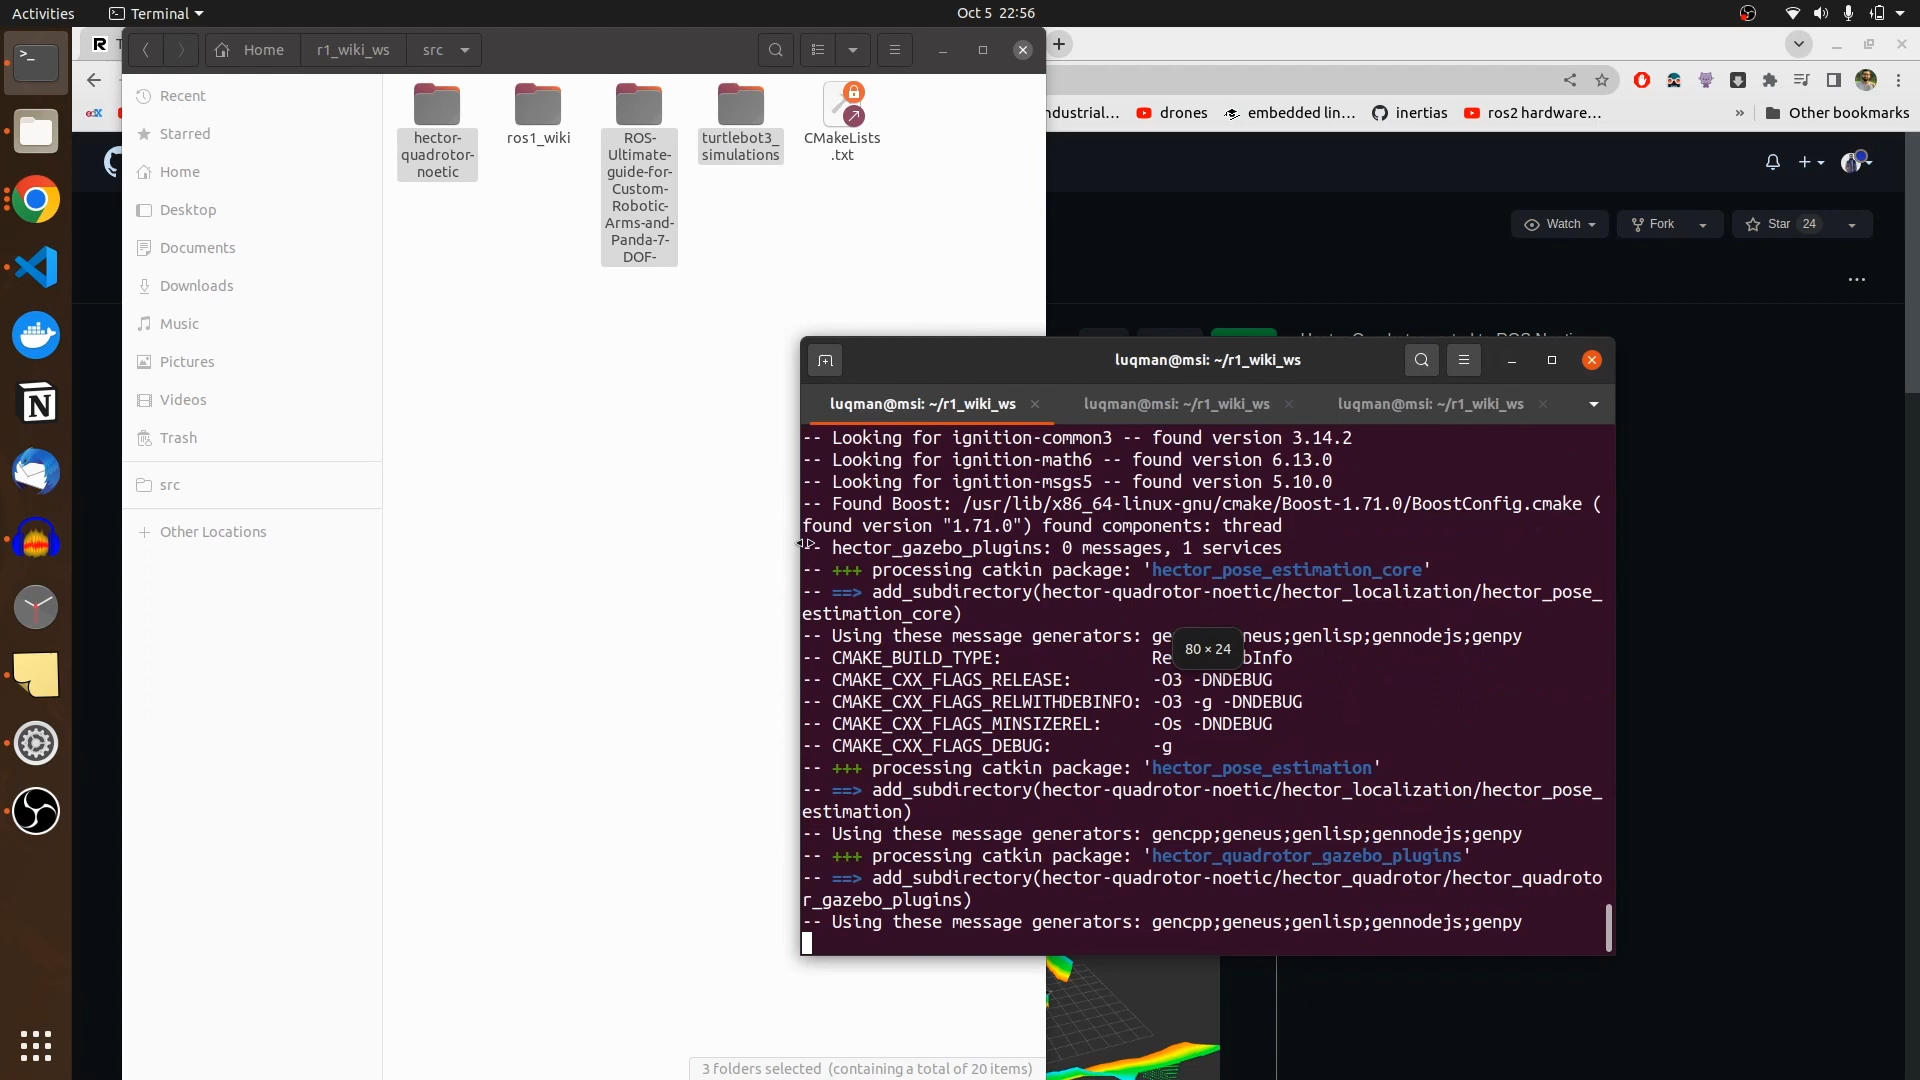 Activities
Terminal
Oct 5 22:56
Home
r1_wiki_ws
src
Recent
Starred
Home
Desktop
Documents
Downloads
Music
Pictures
Videos
Trash
src
Other Locations
hector-
quadrotor-
noetic
ros1_wiki
ROS-
Ultimate-
guide-for-
Custom-
Robotic-
Arms-and-
Panda-7-
DOF-
turtlebot3_
simulations
CMakeLists
.txt
3 folders selected (containing a total of 20 items)
ndustrial...
drones
embedded lin...
inertias
ros2 hardware...
»
Other bookmarks
Watch
Fork
Star 24
luqman@msi: ~/r1_wiki_ws
luqman@msi: ~/r1_wiki_ws
luqman@msi: ~/r1_wiki_ws
luqman@msi: ~/r1_wiki_ws
-- Looking for ignition-common3 -- found version 3.14.2
-- Looking for ignition-math6 -- found version 6.13.0
-- Looking for ignition-msgs5 -- found version 5.10.0
-- Found Boost: /usr/lib/x86_64-linux-gnu/cmake/Boost-1.71.0/BoostConfig.cmake (
found version "1.71.0") found components: thread
-- hector_gazebo_plugins: 0 messages, 1 services
-- +++ processing catkin package: 'hector_pose_estimation_core'
-- ==> add_subdirectory(hector-quadrotor-noetic/hector_localization/hector_pose_
estimation_core)
-- Using these message generators: ge neus;genlisp;gennodejs;genpy
-- CMAKE_BUILD_TYPE: Re bInfo
80 × 24
-- CMAKE_CXX_FLAGS_RELEASE: -O3 -DNDEBUG
-- CMAKE_CXX_FLAGS_RELWITHDEBINFO: -O3 -g -DNDEBUG
-- CMAKE_CXX_FLAGS_MINSIZEREL: -Os -DNDEBUG
-- CMAKE_CXX_FLAGS_DEBUG: -g
-- +++ processing catkin package: 'hector_pose_estimation'
-- ==> add_subdirectory(hector-quadrotor-noetic/hector_localization/hector_pose_
estimation)
-- Using these message generators: gencpp;geneus;genlisp;gennodejs;genpy
-- +++ processing catkin package: 'hector_quadrotor_gazebo_plugins'
-- ==> add_subdirectory(hector-quadrotor-noetic/hector_quadrotor/hector_quadroto
r_gazebo_plugins)
-- Using these message generators: gencpp;geneus;genlisp;gennodejs;genpy